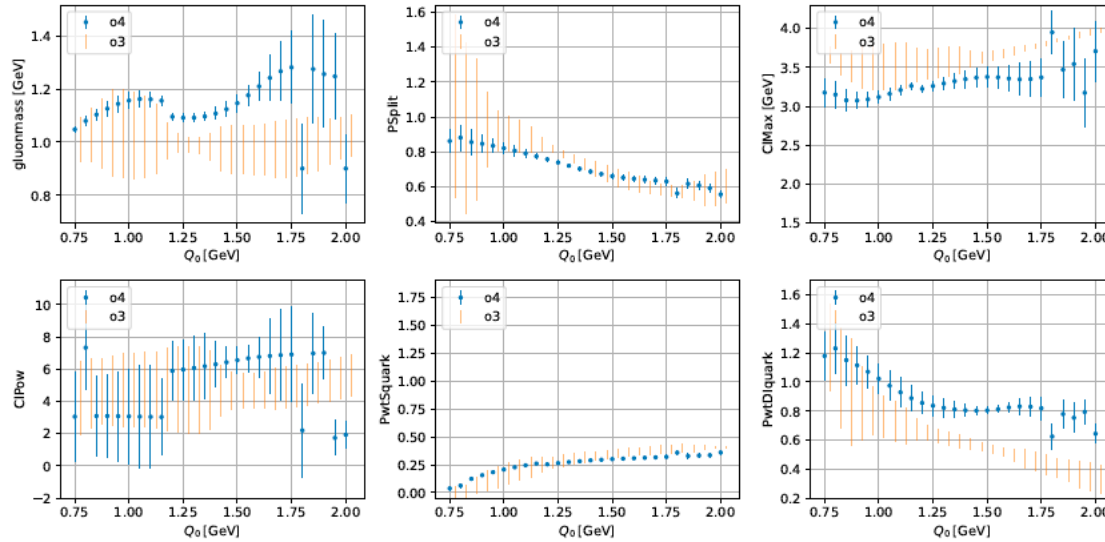 gluonmass [GeV]
1.4
1.2
1.0
0.8
o4
o3
0.75 1.00 1.25 1.50 1.75 2.00
Q₀ [GeV]
PSplit
1.6
1.4
1.2
1.0
0.8
0.6
0.4
o4
o3
0.75 1.00 1.25 1.50 1.75 2.00
Q₀ [GeV]
ClMax [GeV]
4.0
3.5
3.0
2.5
2.0
1.5
o4
o3
0.75 1.00 1.25 1.50 1.75 2.00
Q₀ [GeV]
ClPow
10
8
6
4
2
0
−2
o4
o3
0.75 1.00 1.25 1.50 1.75 2.00
Q₀ [GeV]
PwtSquark
1.75
1.50
1.25
1.00
0.75
0.50
0.25
0.00
o4
o3
0.75 1.00 1.25 1.50 1.75 2.00
Q₀ [GeV]
PwtDIquark
1.6
1.4
1.2
1.0
0.8
0.6
0.4
0.2
o4
o3
0.75 1.00 1.25 1.50 1.75 2.00
Q₀ [GeV]